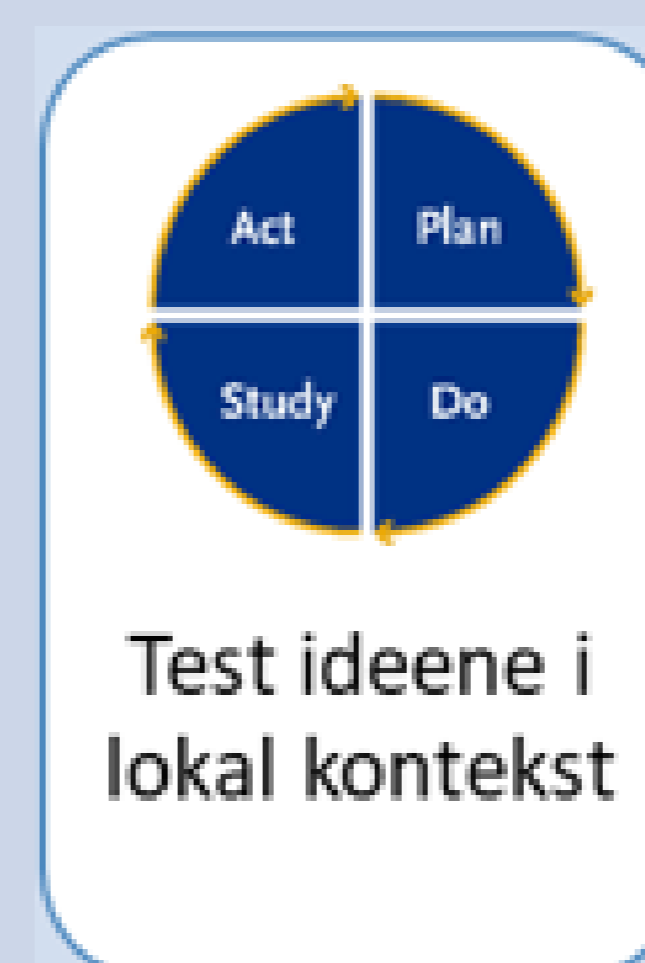 Act
Plan
Study
Do
Test ideene i
lokal kontekst